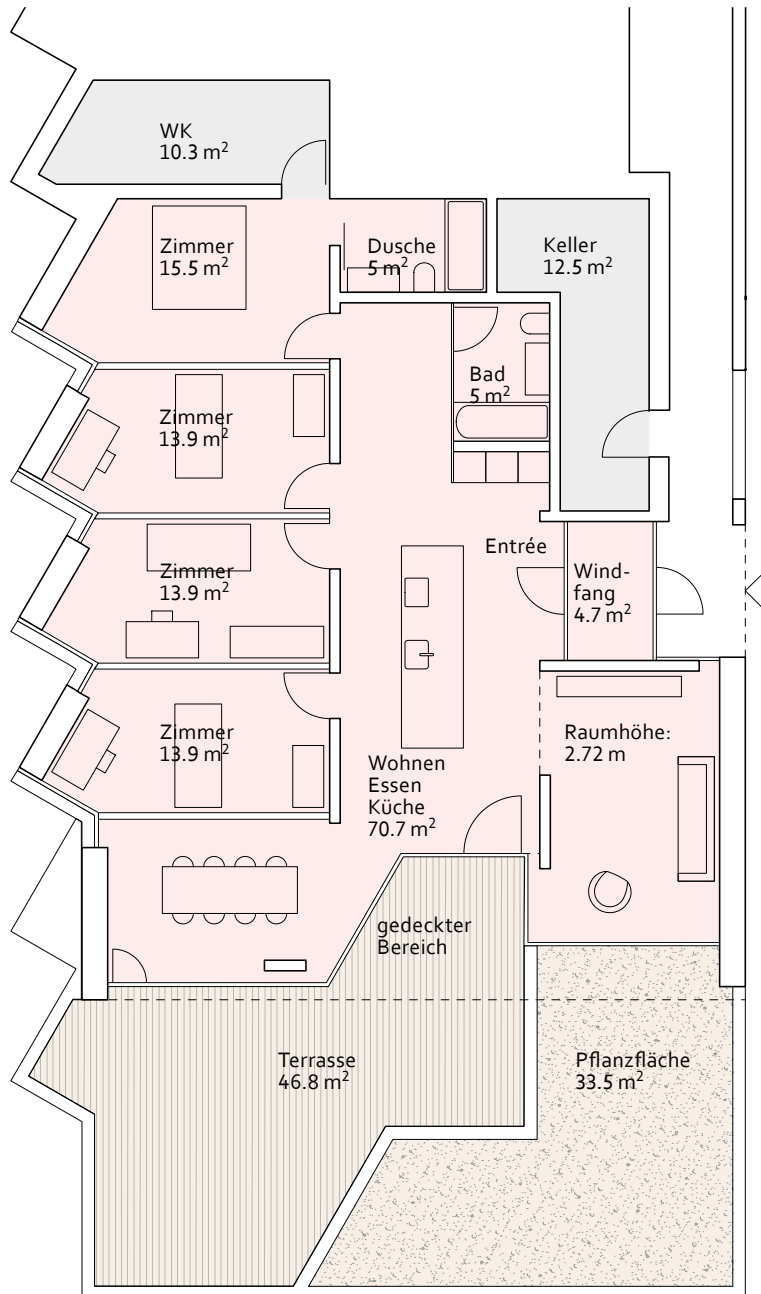 WK
10.3 m²
Zimmer
15.5 m²
Dusche
5 m²
Keller
12.5 m²
Bad
5 m²
Zimmer
13.9 m²
Entrée
Wind-
fang
4.7 m²
Zimmer
13.9 m²
Zimmer
13.9 m²
Raumhöhe:
2.72 m
Wohnen
Essen
Küche
70.7 m²
gedeckter
Bereich
Terrasse
46.8 m²
Pflanzfläche
33.5 m²